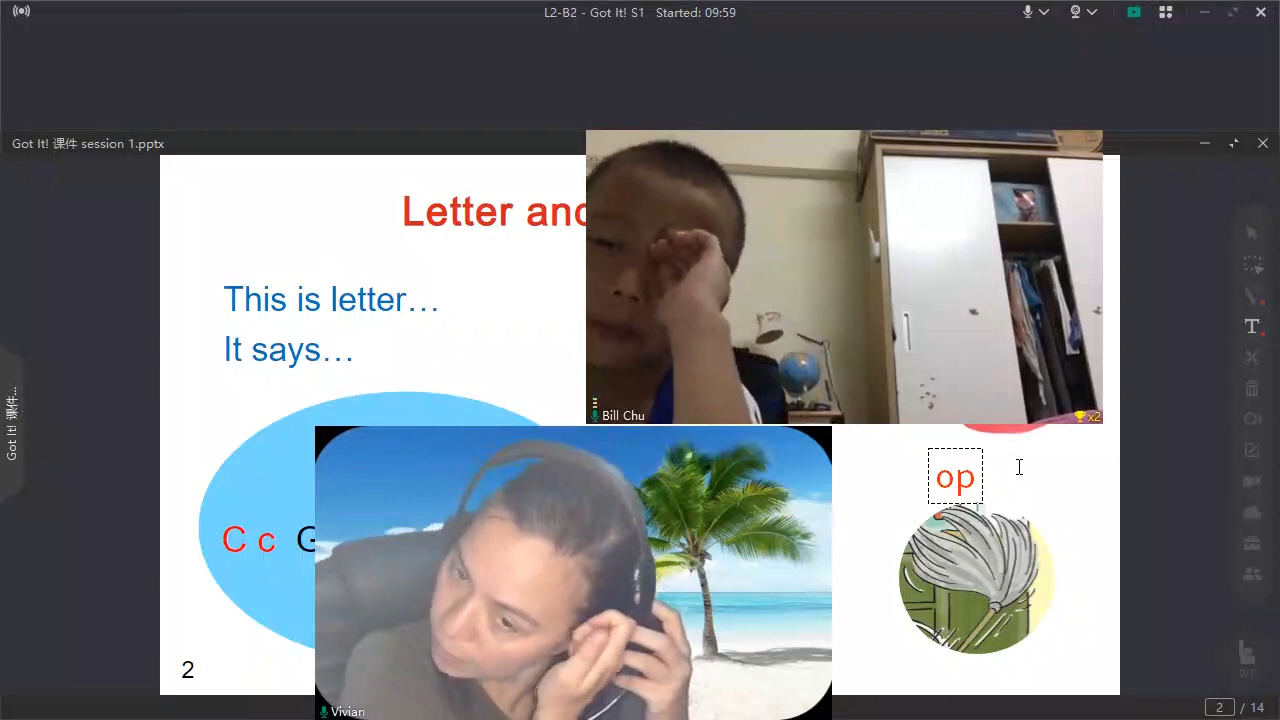 L2-B2 - Got It! S1 Started: 09:59
Got It! 课件 session 1.pptx
Letter and
This is letter…
It says…
Bill Chu
x2
op
C c G
Got It! 课件...
2
Vivian
2 / 14